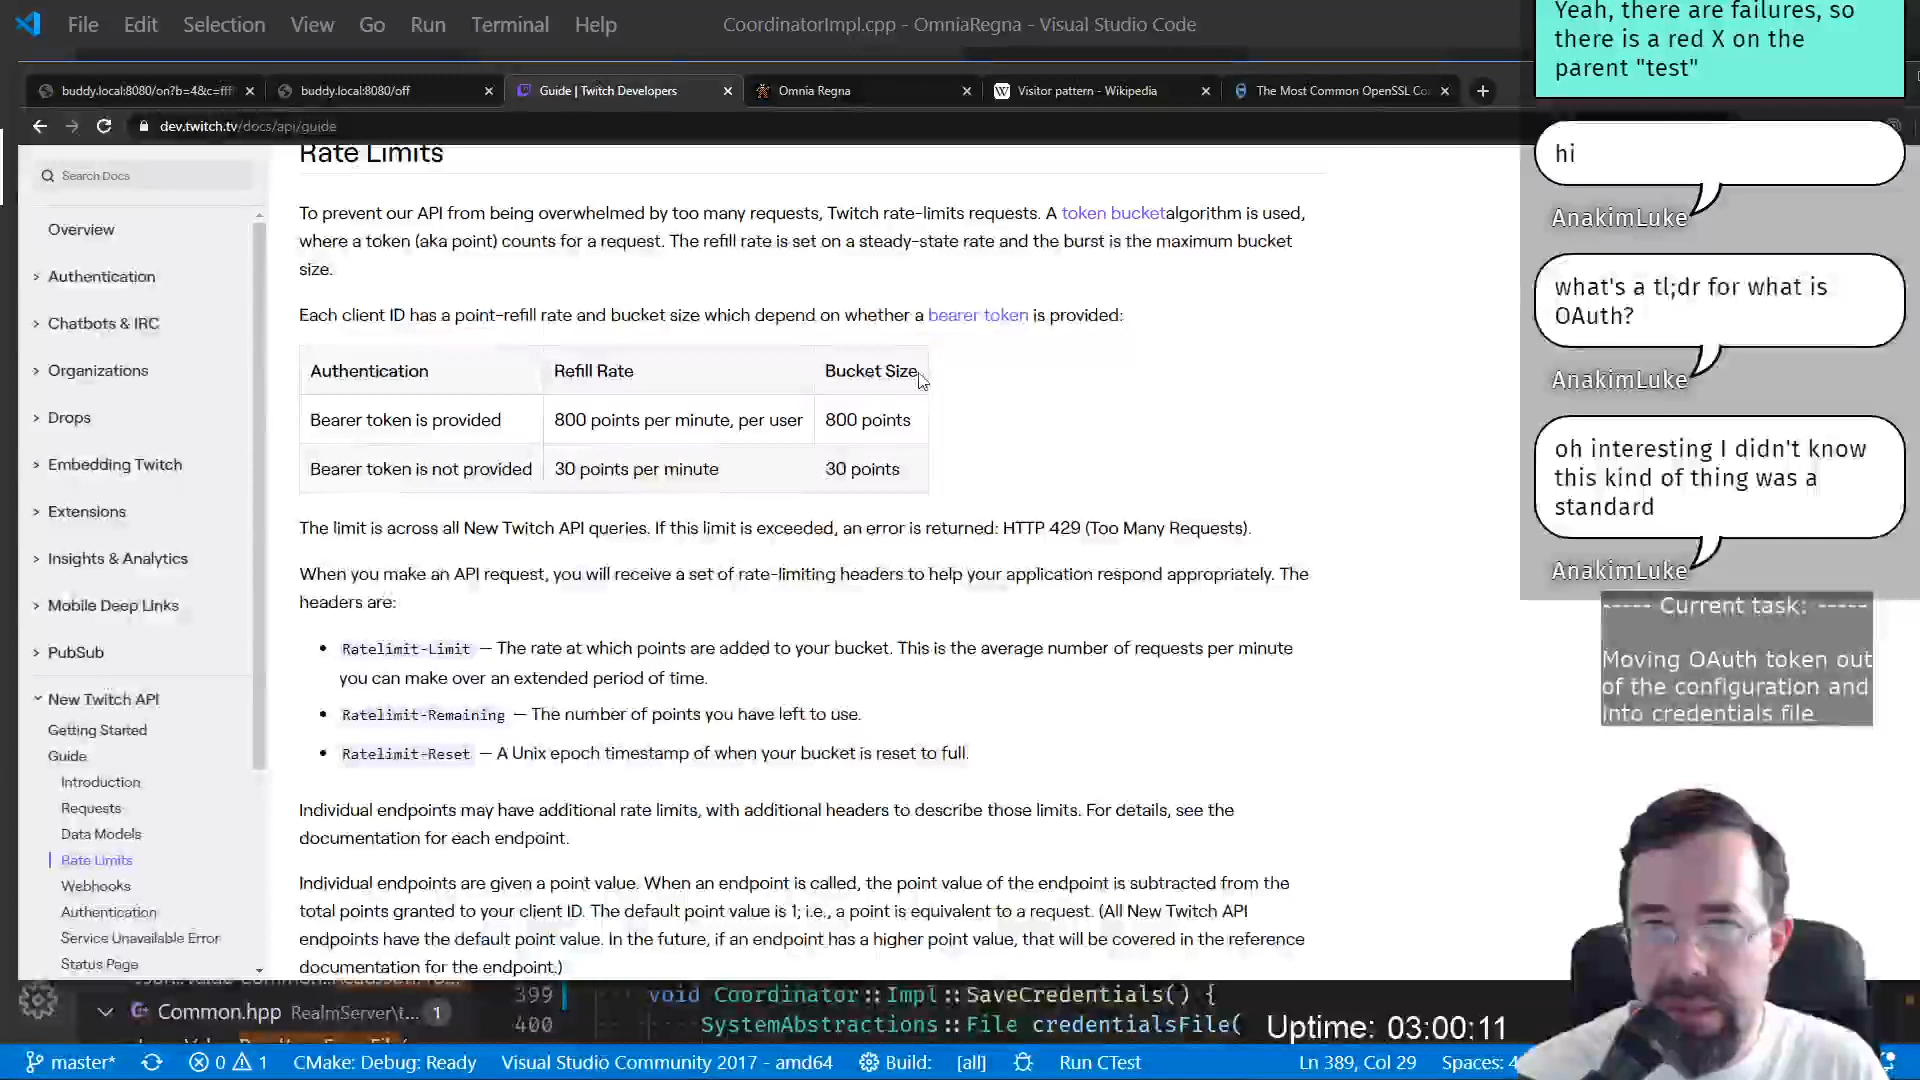 File Edit Selection View Go Run Terminal Help
CoordinatorImpl.cpp - OmniaRegna - Visual Studio Code
buddy.local:8080/on?b=4&c=fff
buddy.local:8080/off
Guide | Twitch Developers
Omnia Regna
Visitor pattern - Wikipedia
The Most Common OpenSSL Co
dev.twitch.tv/docs/api/guide
Search Docs
Overview
Authentication
Chatbots & IRC
Organizations
Drops
Embedding Twitch
Extensions
Insights & Analytics
Mobile Deep Links
PubSub
New Twitch API
Getting Started
Guide
Introduction
Requests
Data Models
Rate Limits
Webhooks
Authentication
Service Unavailable Error
Status Page
Rate Limits
To prevent our API from being overwhelmed by too many requests, Twitch rate-limits requests. A token bucketalgorithm is used,
where a token (aka point) counts for a request. The refill rate is set on a steady-state rate and the burst is the maximum bucket
size.
Each client ID has a point-refill rate and bucket size which depend on whether a bearer token is provided:
Authentication Refill Rate Bucket Size
Bearer token is provided 800 points per minute, per user 800 points
Bearer token is not provided 30 points per minute 30 points
The limit is across all New Twitch API queries. If this limit is exceeded, an error is returned: HTTP 429 (Too Many Requests).
When you make an API request, you will receive a set of rate-limiting headers to help your application respond appropriately. The
headers are:
• Ratelimit-Limit — The rate at which points are added to your bucket. This is the average number of requests per minute
you can make over an extended period of time.
• Ratelimit-Remaining — The number of points you have left to use.
• Ratelimit-Reset — A Unix epoch timestamp of when your bucket is reset to full.
Individual endpoints may have additional rate limits, with additional headers to describe those limits. For details, see the
documentation for each endpoint.
Individual endpoints are given a point value. When an endpoint is called, the point value of the endpoint is subtracted from the
total points granted to your client ID. The default point value is 1; i.e., a point is equivalent to a request. (All New Twitch API
endpoints have the default point value. In the future, if an endpoint has a higher point value, that will be covered in the reference
documentation for the endpoint.)
Yeah, there are failures, so
there is a red X on the
parent "test"
hi
AnakimLuke
what's a tl;dr for what is
OAuth?
AnakimLuke
oh interesting I didn't know
this kind of thing was a
standard
AnakimLuke
----- Current task: -----
Moving OAuth token out
of the configuration and
into credentials file
Common.hpp RealmServer\t... 1
399 void Coordinator::Impl::SaveCredentials() {
400 SystemAbstractions::File credentialsFile(
Uptime: 03:00:11
master* 0 1 CMake: Debug: Ready Visual Studio Community 2017 - amd64 Build: [all] Run CTest Ln 389, Col 29 Spaces: 4